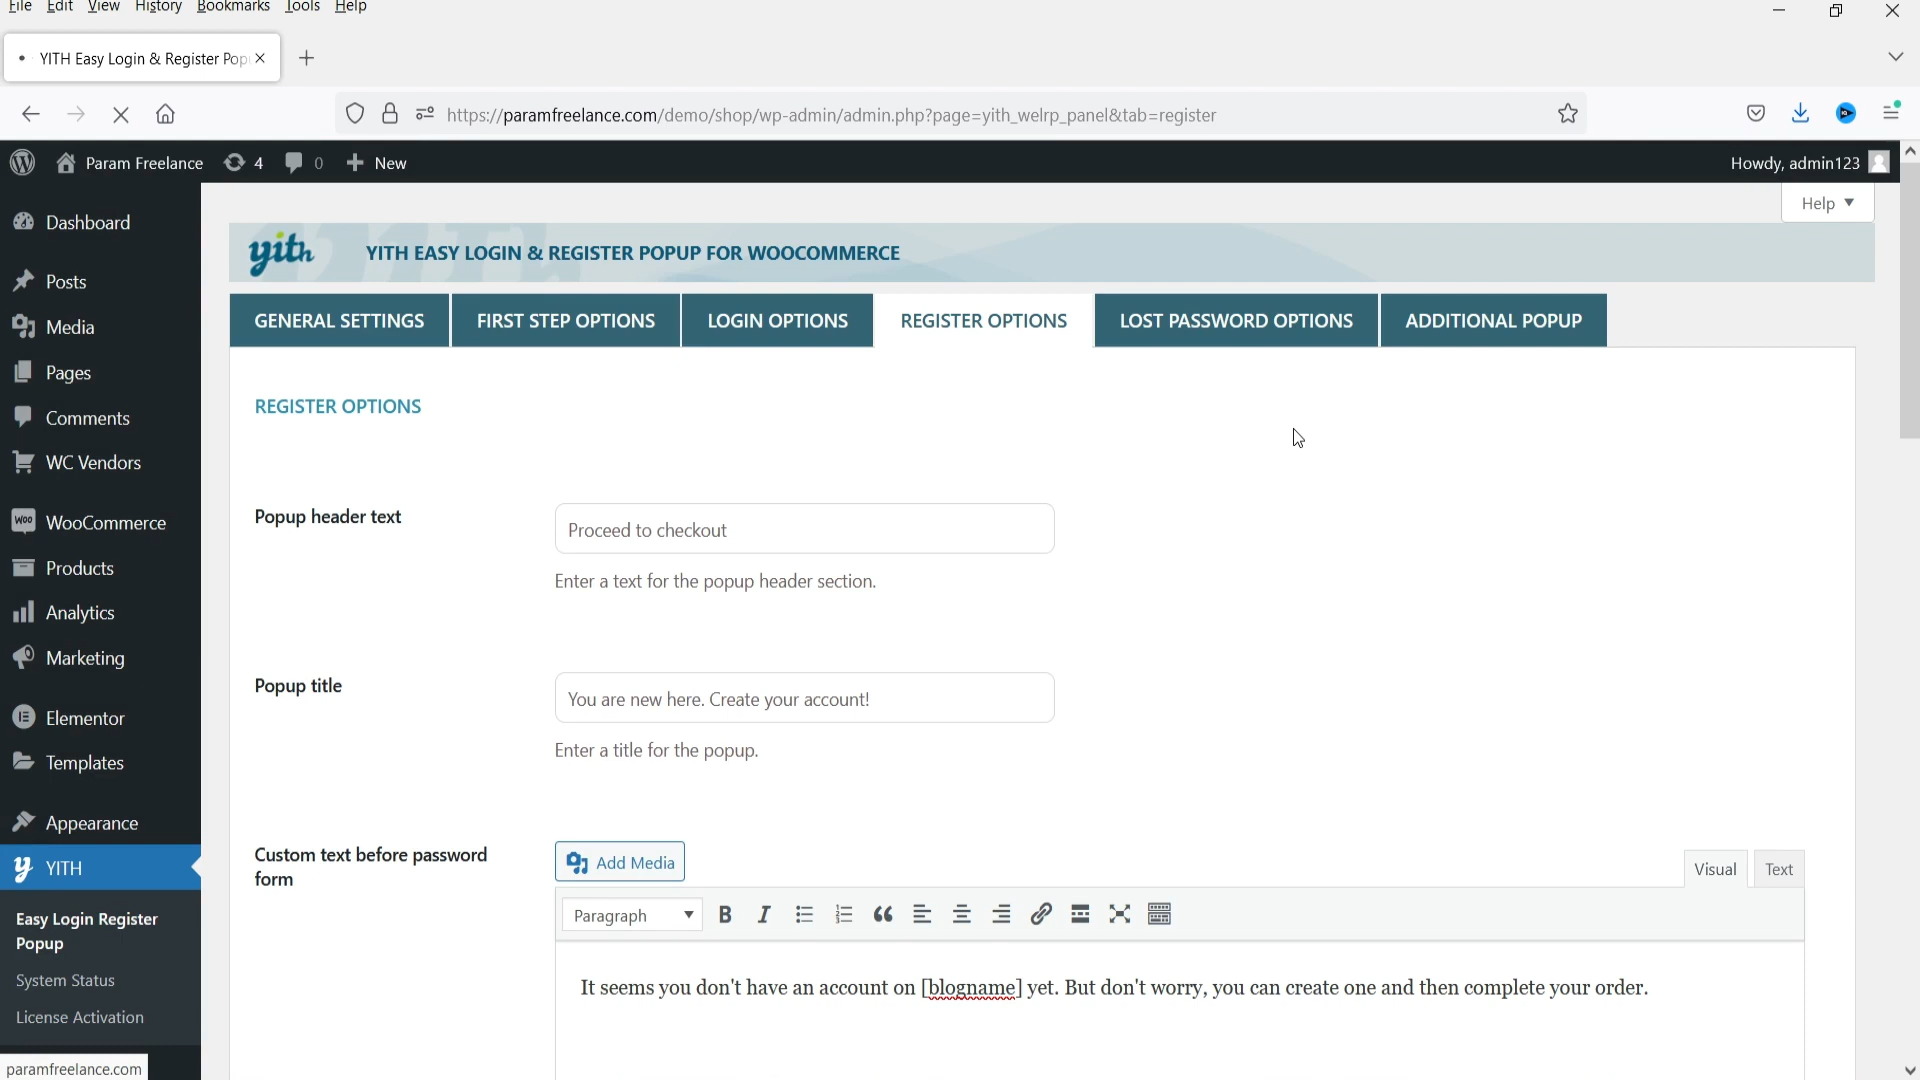 File Edit View History Bookmarks Tools Help
YITH Easy Login & Register Pop
https://paramfreelance.com/demo/shop/wp-admin/admin.php?page=yith_welrp_panel&tab=register
Param Freelance 4 0 New Howdy, admin123
Help
Dashboard
Posts
Media
Pages
Comments
WC Vendors
WooCommerce
Products
Analytics
Marketing
Elementor
Templates
Appearance
YITH
Easy Login Register
Popup
System Status
License Activation
paramfreelance.com
yith YITH EASY LOGIN & REGISTER POPUP FOR WOOCOMMERCE
GENERAL SETTINGS FIRST STEP OPTIONS LOGIN OPTIONS REGISTER OPTIONS LOST PASSWORD OPTIONS ADDITIONAL POPUP
REGISTER OPTIONS
Popup header text
Proceed to checkout
Enter a text for the popup header section.
Popup title
You are new here. Create your account!
Enter a title for the popup.
Custom text before password
form
Add Media
Visual Text
Paragraph
It seems you don't have an account on [blogname] yet. But don't worry, you can create one and then complete your order.